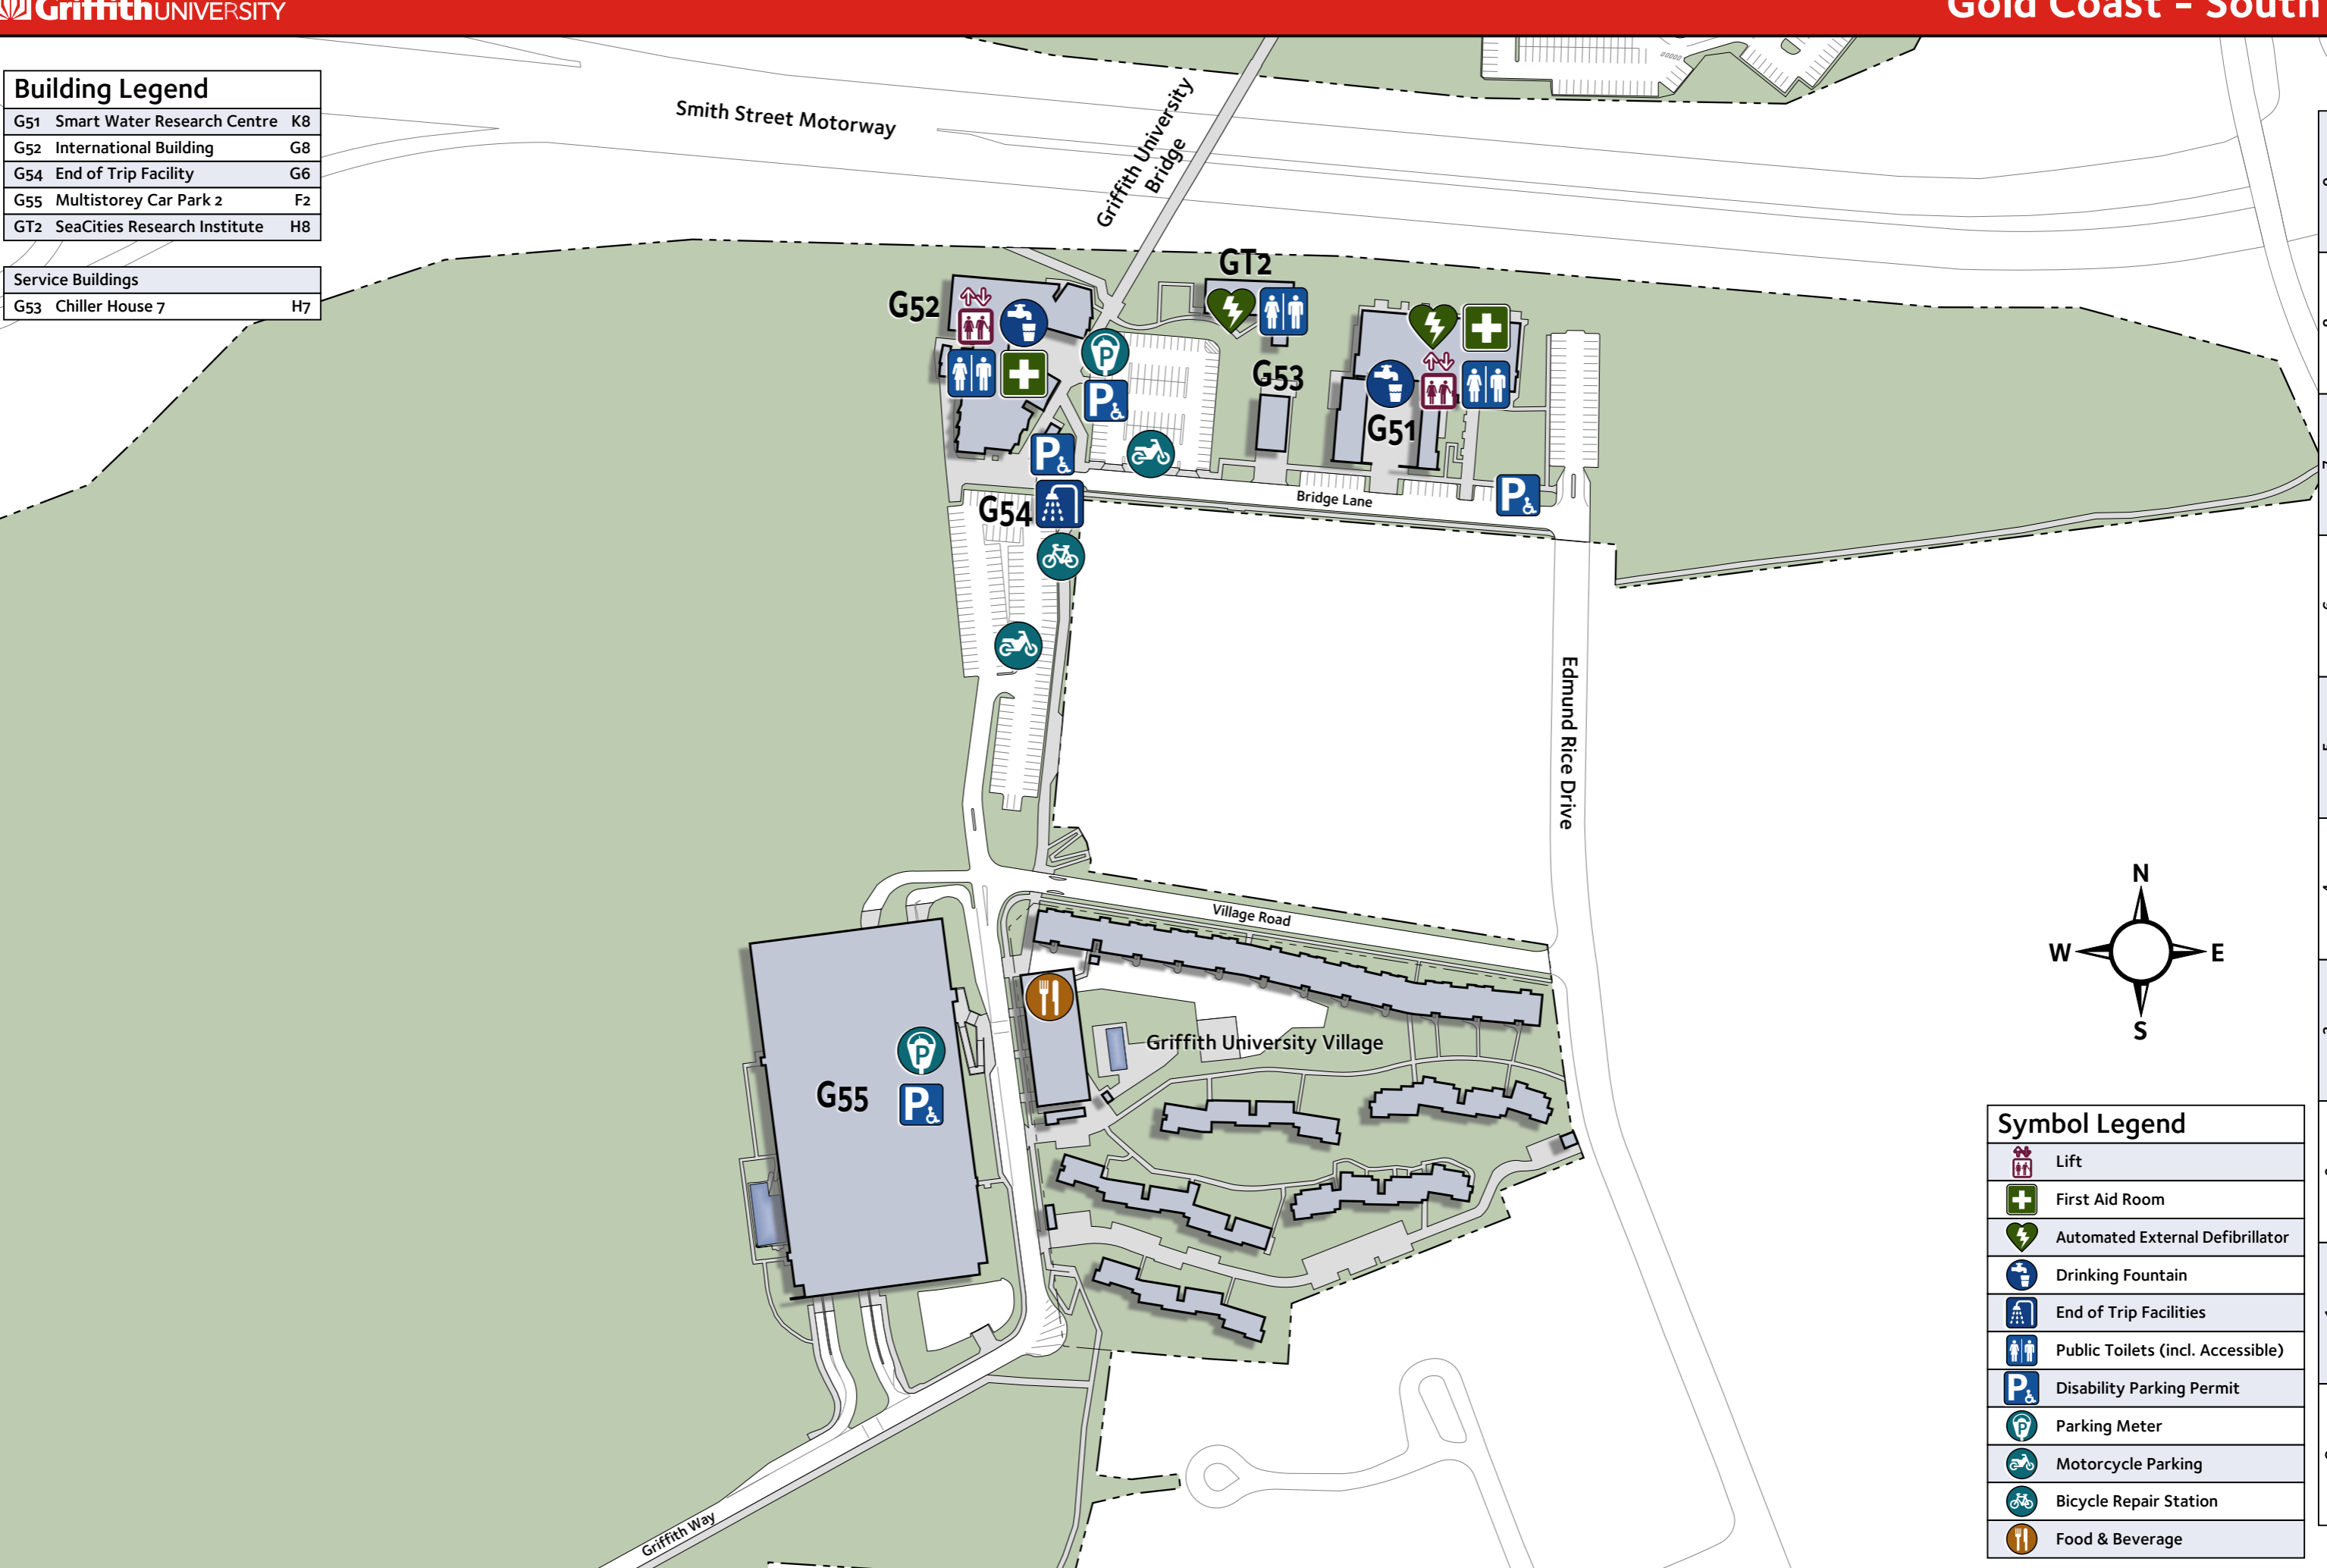 Griffith UNIVERSITY
Gold Coast – South
Building Legend
G51 Smart Water Research Centre K8
G52 International Building G8
G54 End of Trip Facility G6
G55 Multistorey Car Park 2 F2
GT2 SeaCities Research Institute H8
Service Buildings
G53 Chiller House 7 H7
Smith Street Motorway
Griffith University
Bridge
GT2
G52
P
P
G53
G51
P
G54
P
Bridge Lane
Edmund Rice Drive
Village Road
Griffith University Village
P
G55
P
Griffith Way
N
W
E
S
Symbol Legend
Lift
First Aid Room
Automated External Defibrillator
Drinking Fountain
End of Trip Facilities
Public Toilets (incl. Accessible)
P Disability Parking Permit
P Parking Meter
Motorcycle Parking
Bicycle Repair Station
Food & Beverage